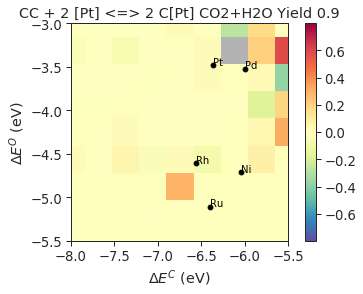 CC + 2 [Pt] <=> 2 C[Pt] CO2+H2O Yield 0.9
−3.0
−3.5
−4.0
−4.5
−5.0
−5.5
ΔE^O (eV)
Pt
Pd
Rh
Ni
Ru
−8.0
−7.5
−7.0
−6.5
−6.0
−5.5
ΔE^C (eV)
0.6
0.4
0.2
0.0
−0.2
−0.4
−0.6